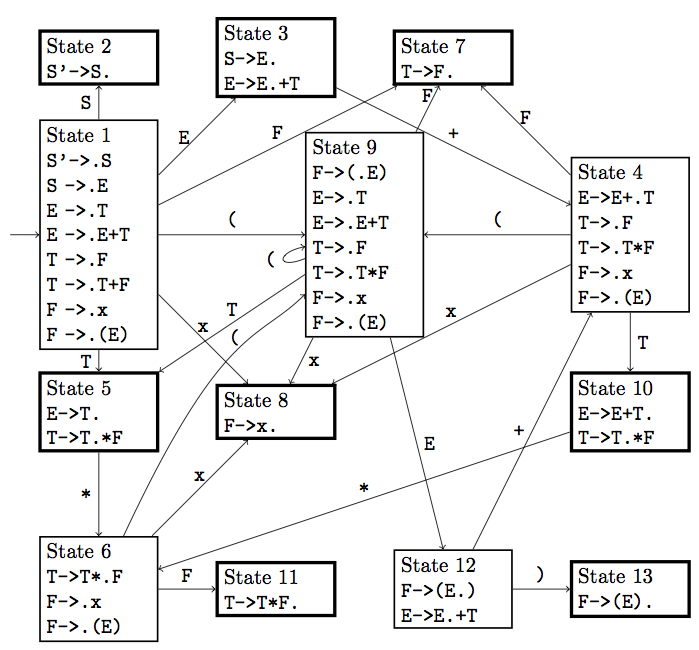 State 2
S'->S.
State 3
S->E.
E->E.+T
State 7
T->F.
S
F
State 1
S'->.S
S ->.E
E ->.T
E ->.E+T
T ->.F
T ->.T+F
F ->.x
F ->.(E)
E
F
+
F
State 9
F->(.E)
E->.T
E->.E+T
T->.F
T->.T*F
F->.x
F->.(E)
State 4
E->E+.T
T->.F
T->.T*F
F->.x
F->.(E)
(
(
(
T
x
(
x
T
x
T
State 5
E->T.
T->T.*F
State 8
F->x.
State 10
E->E+T.
T->T.*F
E
+
*
x
*
State 6
T->T*.F
F->.x
F->.(E)
F
State 11
T->T*F.
State 12
F->(E.)
E->E.+T
)
State 13
F->(E).